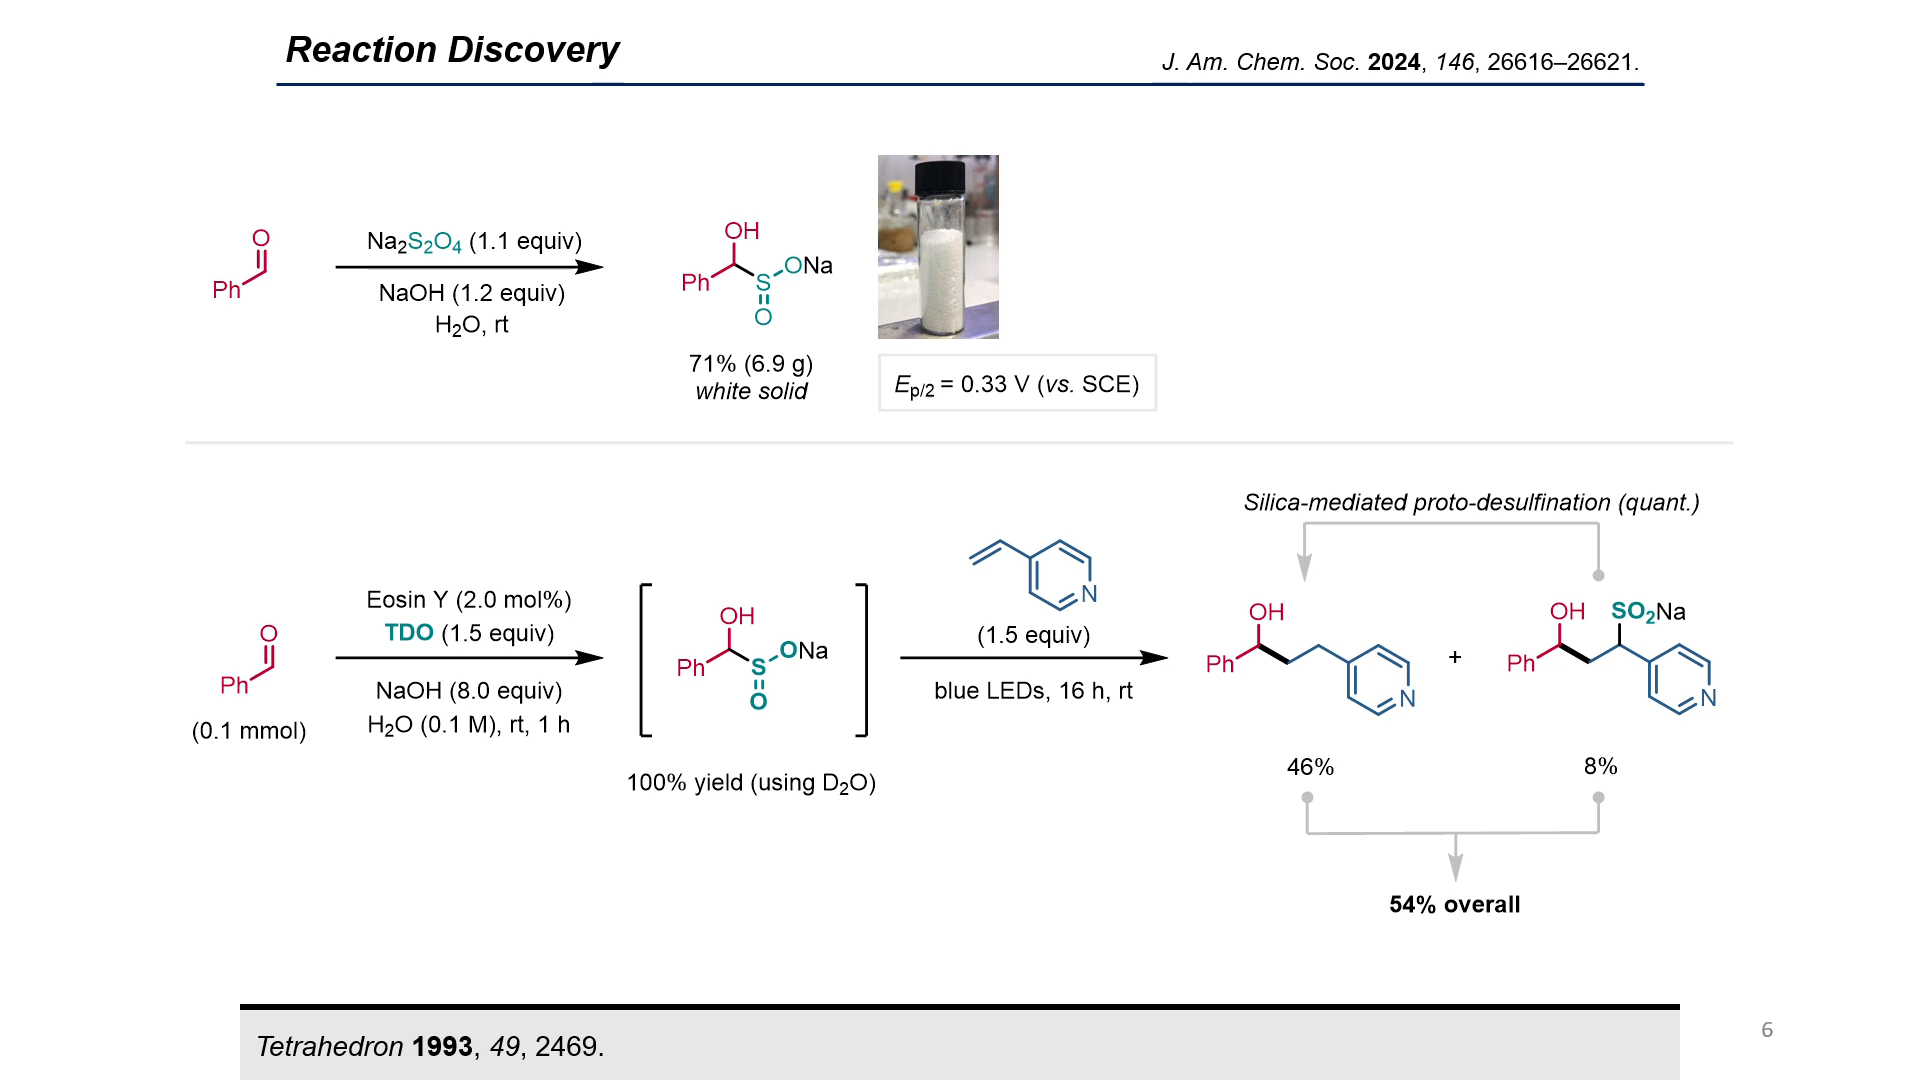 Reaction Discovery
J. Am. Chem. Soc. 2024, 146, 26616–26621.
O
Ph
Na2S2O4 (1.1 equiv)
NaOH (1.2 equiv)
H2O, rt
OH
Ph
S
ONa
O
71% (6.9 g)
white solid
Ep/2 = 0.33 V (vs. SCE)
O
Ph
(0.1 mmol)
Eosin Y (2.0 mol%)
TDO (1.5 equiv)
NaOH (8.0 equiv)
H2O (0.1 M), rt, 1 h
OH
Ph
S
ONa
O
100% yield (using D2O)
N
(1.5 equiv)
blue LEDs, 16 h, rt
Silica-mediated proto-desulfination (quant.)
OH
Ph
N
46%
+
OH
SO2Na
Ph
N
8%
54% overall
Tetrahedron 1993, 49, 2469.
6